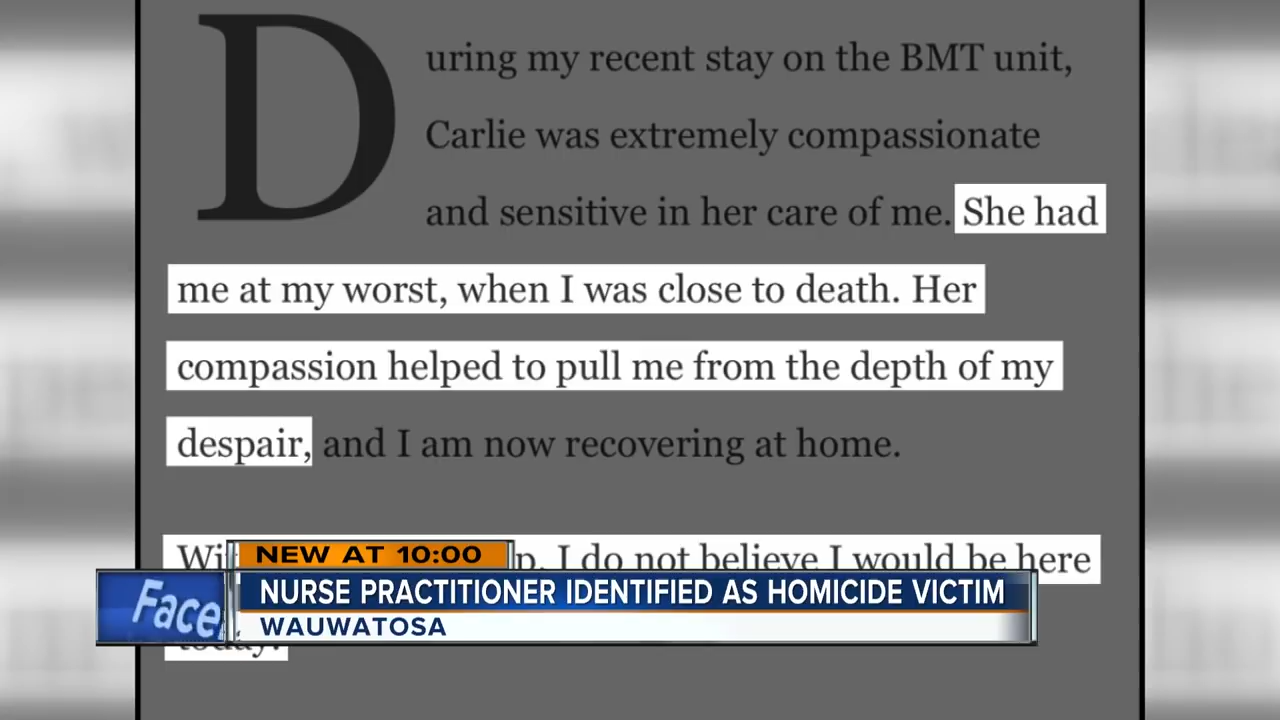 During my recent stay on the BMT unit,
Carlie was extremely compassionate
and sensitive in her care of me. She had
me at my worst, when I was close to death. Her
compassion helped to pull me from the depth of my
despair, and I am now recovering at home.
I do not believe I would be here
today.
NEW AT 10:00
NURSE PRACTITIONER IDENTIFIED AS HOMICIDE VICTIM
Face
WAUWATOSA